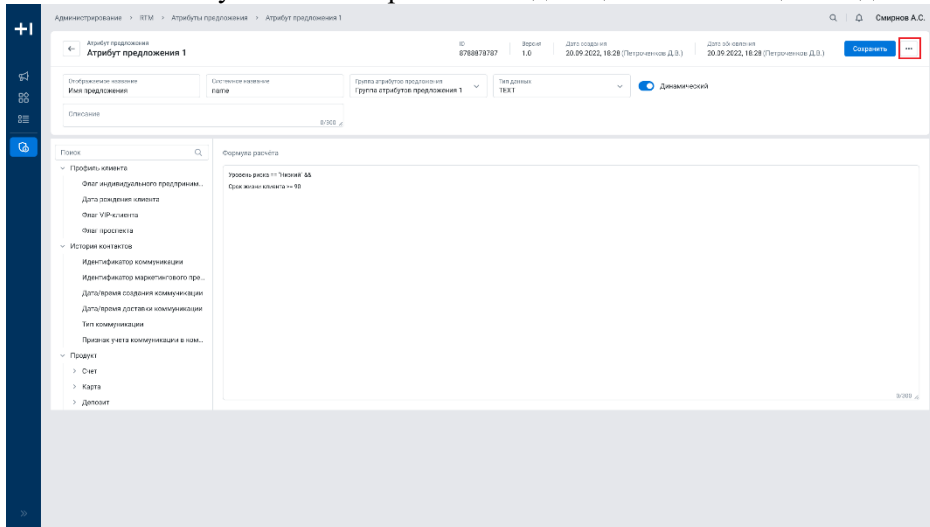 Администрирование > RTM > Атрибуты предложения > Атрибут предложения 1
Смирнов А.С.
Атрибут предложения
Атрибут предложения 1
ID
8768878787
Версия
1.0
Дата создания
20.09.2022, 16:28 (Петроченков Д.В.)
Дата обновления
20.09.2022, 16:28 (Петроченков Д.В.)
Сохранить
Отображаемое название
Имя предложения
Системное название
name
Группа атрибутов предложения
Группа атрибутов предложения 1
Тип данных
TEXT
Динамический
Описание
0/300
Поиск
Профиль клиента
Флаг индивидуального предприним...
Дата рождения клиента
Флаг VIP-клиента
Флаг проспекта
История контактов
Идентификатор коммуникации
Идентификатор маркетингового пре...
Дата/время создания коммуникации
Дата/время доставки коммуникации
Тип коммуникации
Признак учета коммуникации в ком...
Продукт
Счет
Карта
Депозит
Формула расчёта
Уровень риска == 'Низкий' &&
Срок жизни клиента >= 90
0/300